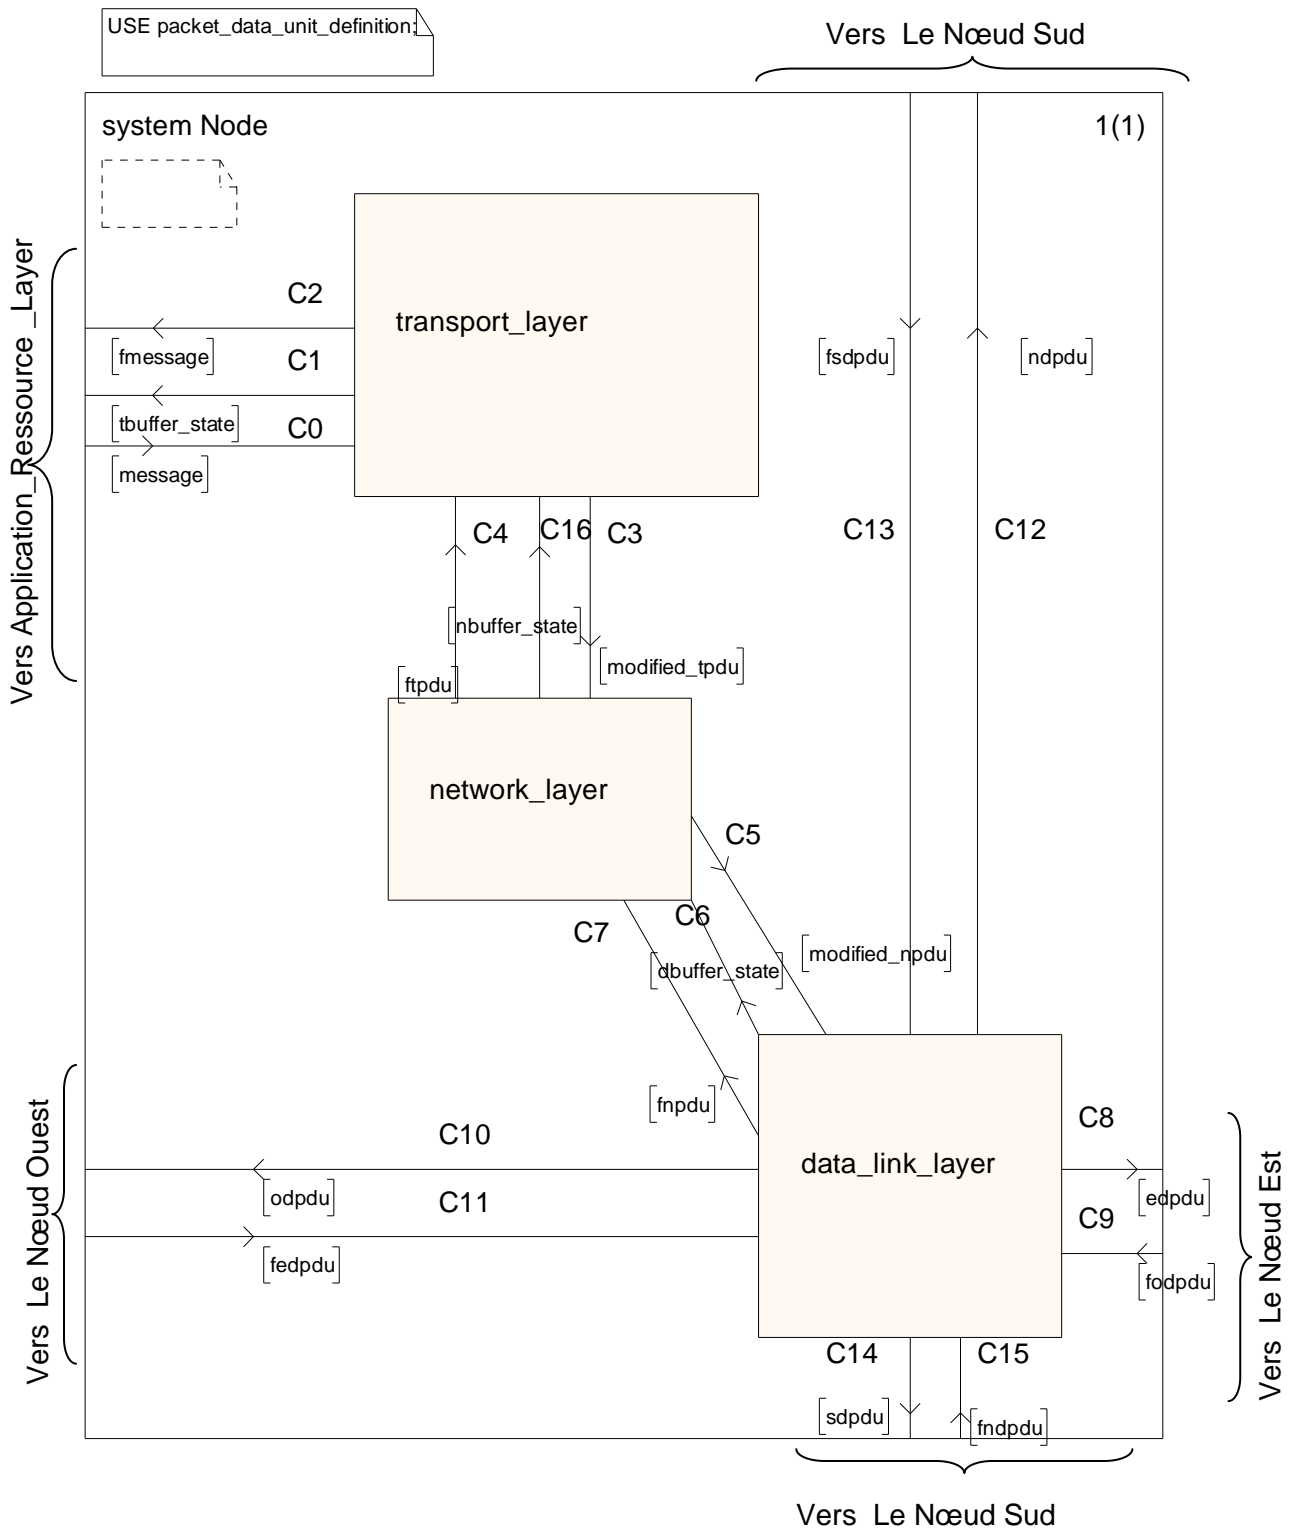 USE packet_data_unit_definition;
Vers Le Nœud Sud
system Node
1(1)
Vers Application_Ressource _Layer
C2
[fmessage]
C1
[tbuffer_state]
C0
[message]
transport_layer
[fsdpdu]
[ndpdu]
C4
C16
C3
C13
C12
[nbuffer_state]
[modified_tpdu]
[ftpdu]
network_layer
C5
C6
C7
[dbuffer_state]
[modified_npdu]
[fnpdu]
Vers Le Nœud Ouest
C10
[odpdu]
C11
[fedpdu]
data_link_layer
C8
[edpdu]
C9
[fodpdu]
Vers Le Nœud Est
C14
C15
[sdpdu]
[fndpdu]
Vers Le Nœud Sud